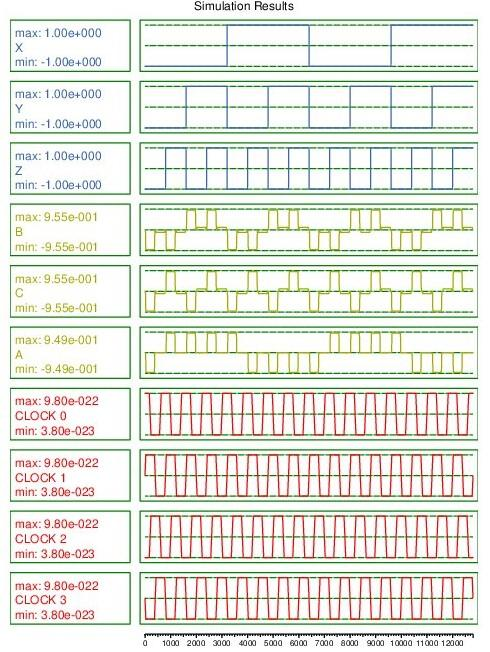 Simulation Results
max: 1.00e+000
X
min: -1.00e+000
max: 1.00e+000
Y
min: -1.00e+000
max: 1.00e+000
Z
min: -1.00e+000
max: 9.55e-001
B
min: -9.55e-001
max: 9.55e-001
C
min: -9.55e-001
max: 9.49e-001
A
min: -9.49e-001
max: 9.80e-022
CLOCK 0
min: 3.80e-023
max: 9.80e-022
CLOCK 1
min: 3.80e-023
max: 9.80e-022
CLOCK 2
min: 3.80e-023
max: 9.80e-022
CLOCK 3
min: 3.80e-023
0 1000 2000 3000 4000 5000 6000 7000 8000 9000 10000 11000 12000